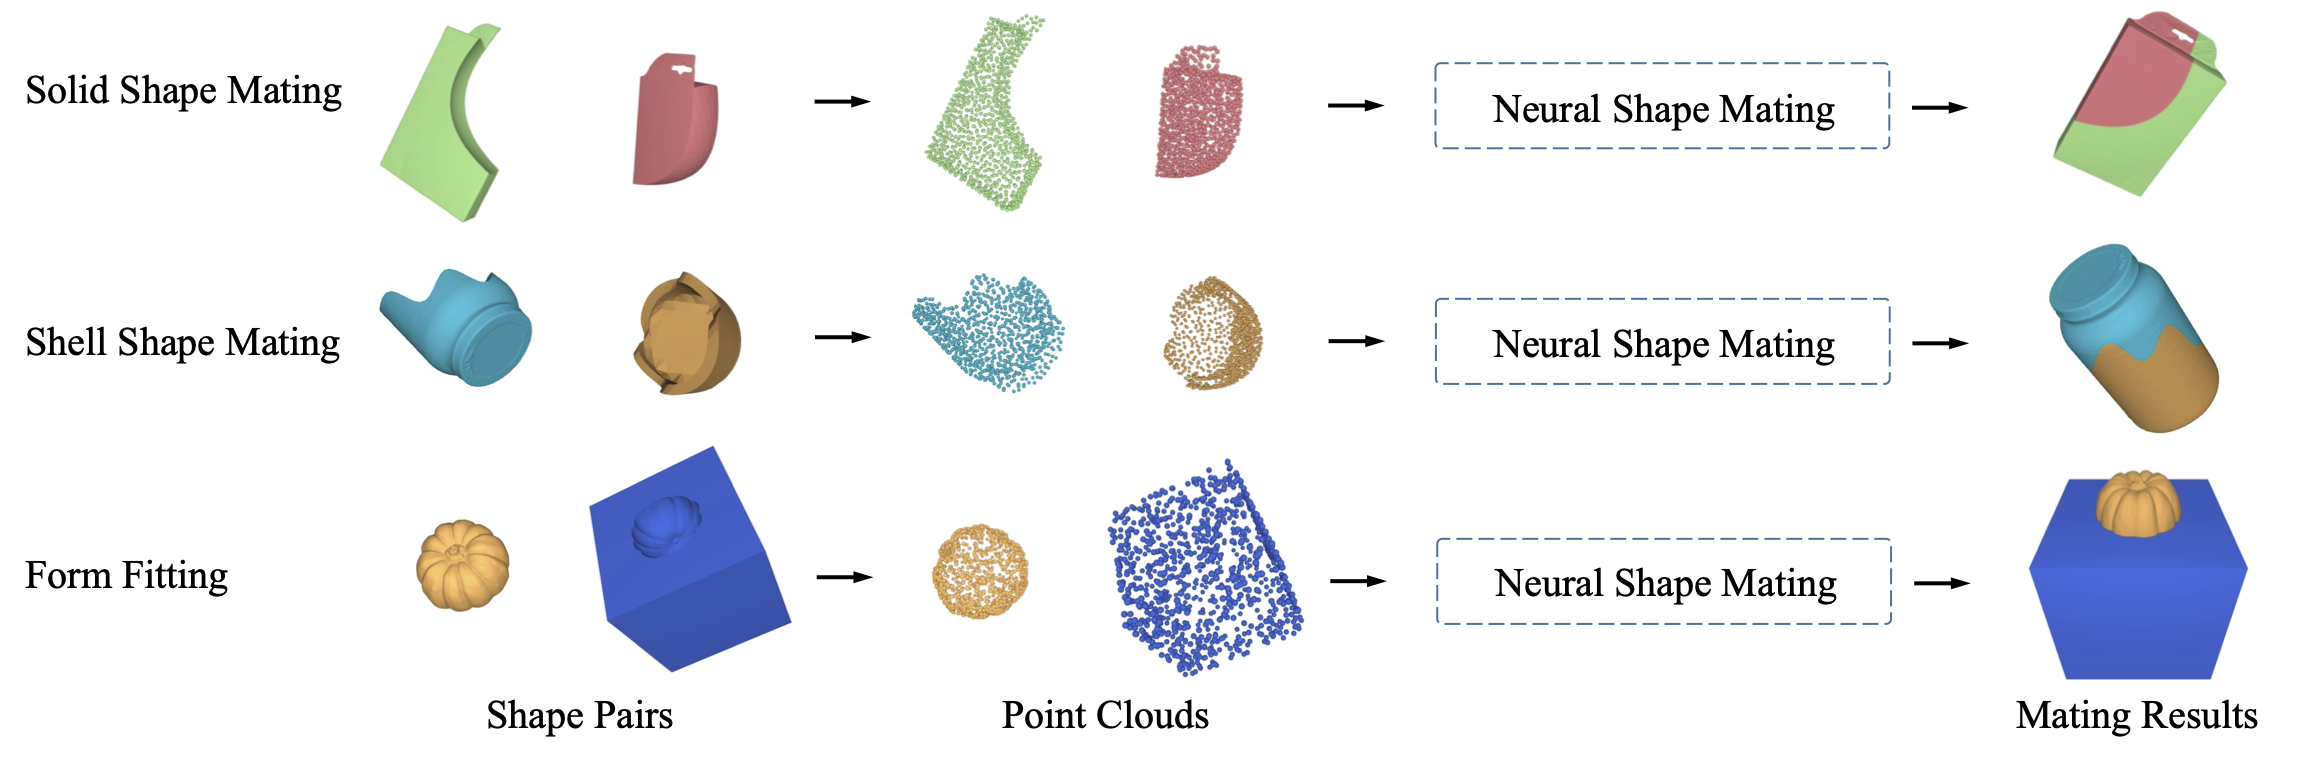 Solid Shape Mating
Neural Shape Mating
Shell Shape Mating
Neural Shape Mating
Form Fitting
Neural Shape Mating
Shape Pairs
Point Clouds
Mating Results